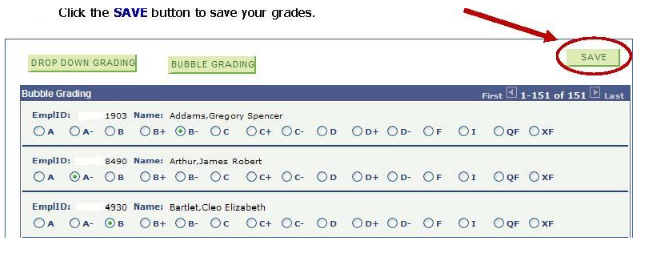 Click the SAVE button to save your grades.
DROP DOWN GRADING BUBBLE GRADING SAVE
Bubble Grading First 1-151 of 151 Last
EmplID: 1903 Name: Addams,Gregory Spencer
A A- B B+ B- C C+ C- D D+ D- F I QF XF
EmplID: 8490 Name: Arthur,James Robert
A A- B B+ B- C C+ C- D D+ D- F I QF XF
EmplID: 4930 Name: Bartlet,Cleo Elizabeth
A A- B B+ B- C C+ C- D D+ D- F I QF XF